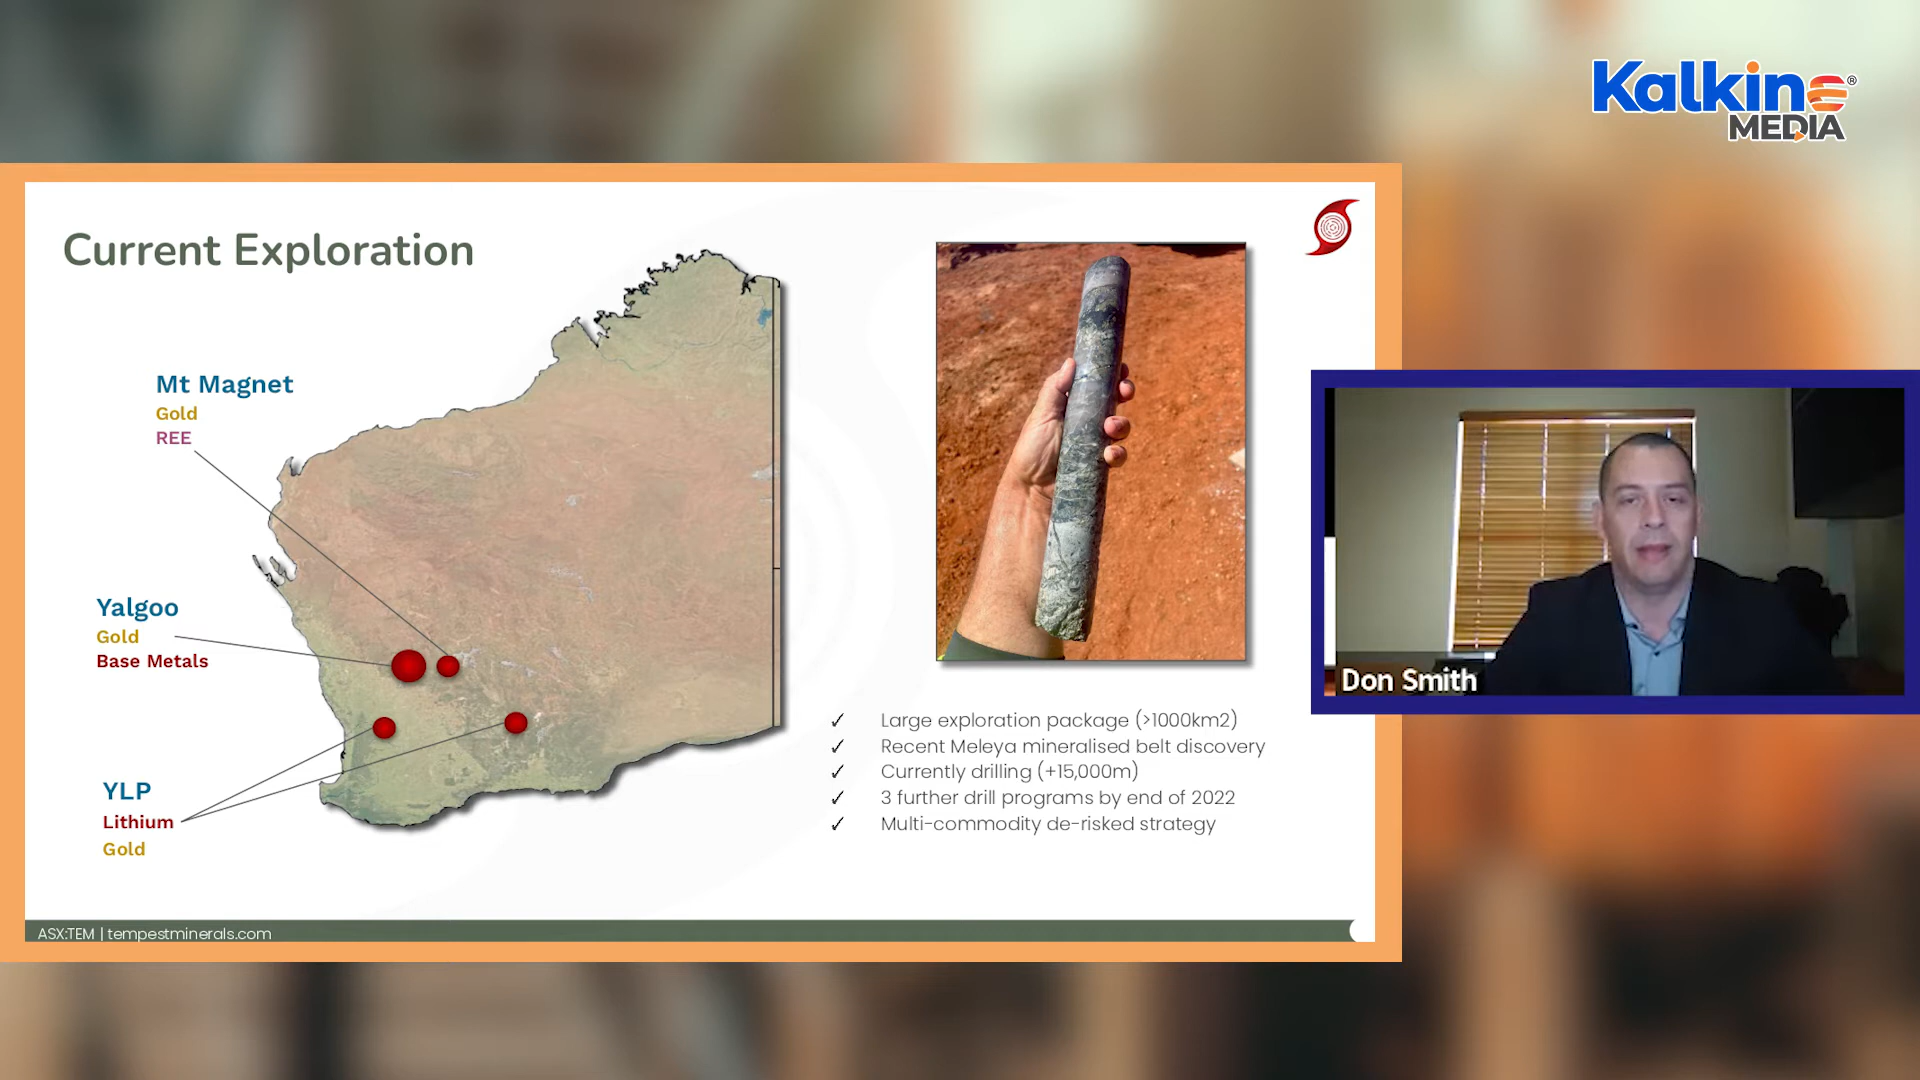 Kalkine®
MEDIA
Current Exploration
Mt Magnet
Gold
REE
Yalgoo
Gold
Base Metals
YLP
Lithium
Gold
✓ Large exploration package (>1000km2)
✓ Recent Meleya mineralised belt discovery
✓ Currently drilling (+15,000m)
✓ 3 further drill programs by end of 2022
✓ Multi-commodity de-risked strategy
Don Smith
ASX:TEM | tempestminerals.com